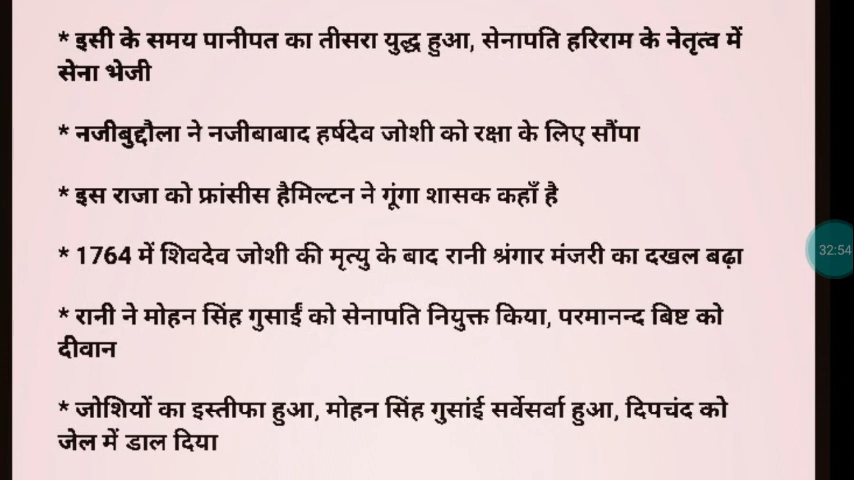 * इसी के समय पानीपत का तीसरा युद्ध हुआ, सेनापति हरिराम के नेतृत्व में
सेना भेजी
* नजीबुद्दौला ने नजीबाबाद हर्षदेव जोशी को रक्षा के लिए सौंपा
* इस राजा को फ्रांसीस हैमिल्टन ने गूंगा शासक कहाँ है
32:54
* 1764 में शिवदेव जोशी की मृत्यु के बाद रानी श्रंगार मंजरी का दखल बढ़ा
* रानी ने मोहन सिंह गुसाईं को सेनापति नियुक्त किया, परमानन्द बिष्ट को
दीवान
* जोशियों का इस्तीफा हुआ, मोहन सिंह गुसांई सर्वेसर्वा हुआ, दिपचंद को
जेल में डाल दिया